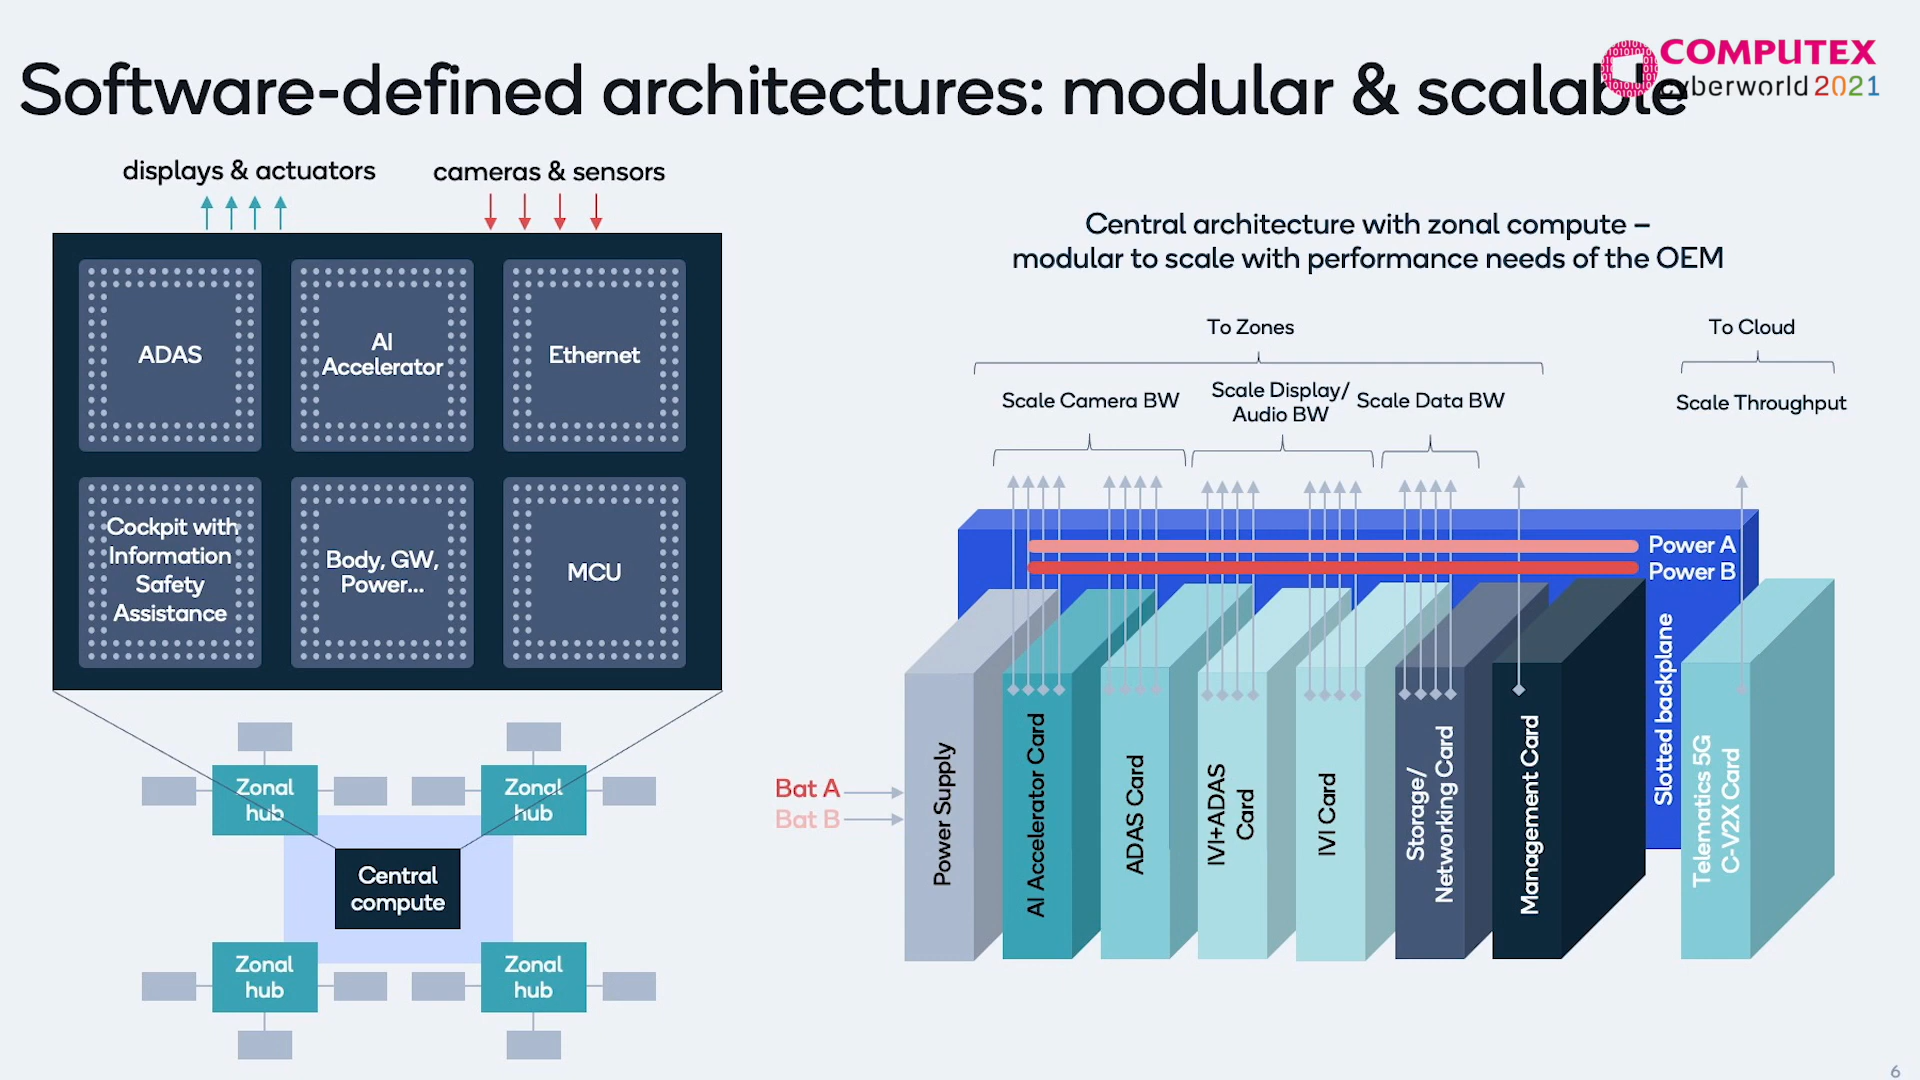 Software-defined architectures: modular & scalable
COMPUTEX
cyberworld 2021
displays & actuators
cameras & sensors
ADAS
AI
Accelerator
Ethernet
Cockpit with
Information
Safety
Assistance
Body, GW,
Power...
MCU
Zonal
hub
Zonal
hub
Central
compute
Zonal
hub
Zonal
hub
Central architecture with zonal compute –
modular to scale with performance needs of the OEM
To Zones
To Cloud
Scale Camera BW
Scale Display/
Audio BW
Scale Data BW
Scale Throughput
Power A
Power B
Bat A
Bat B
Power Supply
AI Accelerator Card
ADAS Card
IVI+ADAS
Card
IVI Card
Storage/
Networking Card
Management Card
Slotted backplane
Telematics 5G
C-V2X Card
6